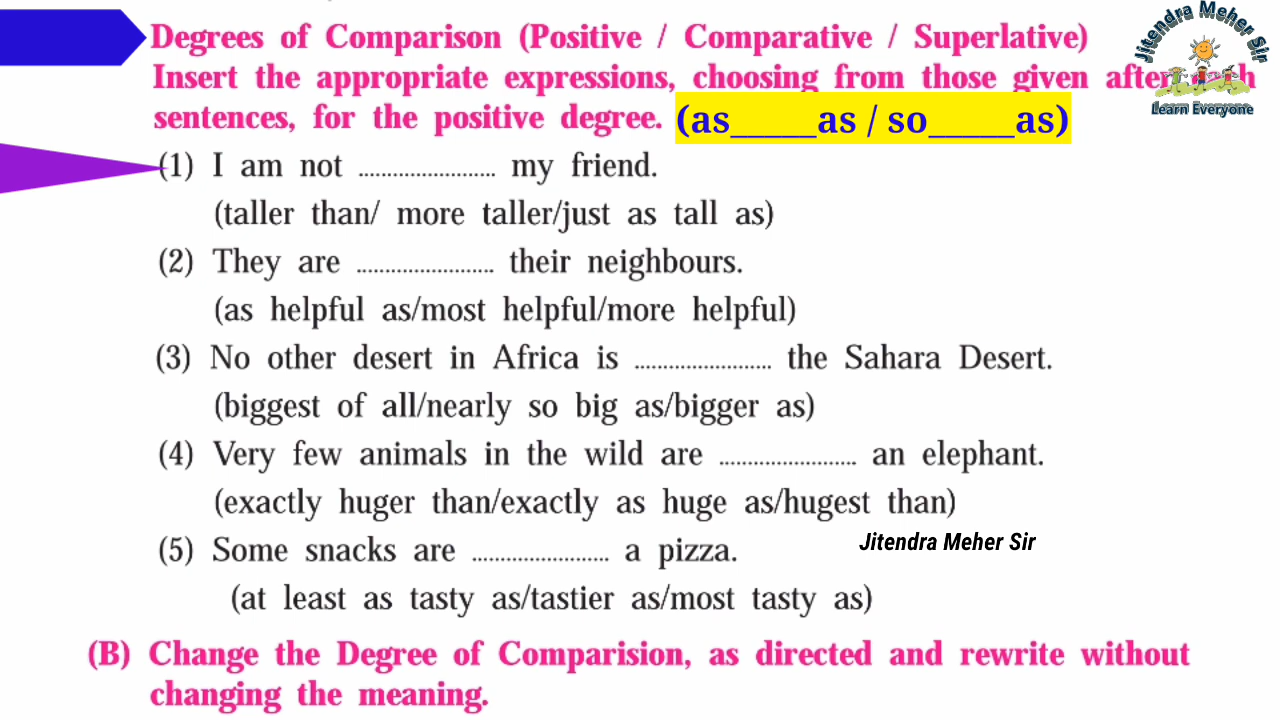 Degrees of Comparison (Positive / Comparative / Superlative)
Jitendra Meher Sir
Learn Everyone
Insert the appropriate expressions, choosing from those given after
sentences, for the positive degree. (as_____as / so_____as)
(1) I am not ........................ my friend.
(taller than/ more taller/just as tall as)
(2) They are ........................ their neighbours.
(as helpful as/most helpful/more helpful)
(3) No other desert in Africa is ........................ the Sahara Desert.
(biggest of all/nearly so big as/bigger as)
(4) Very few animals in the wild are ........................ an elephant.
(exactly huger than/exactly as huge as/hugest than)
(5) Some snacks are ........................ a pizza.
Jitendra Meher Sir
(at least as tasty as/tastier as/most tasty as)
(B) Change the Degree of Comparision, as directed and rewrite without
changing the meaning.